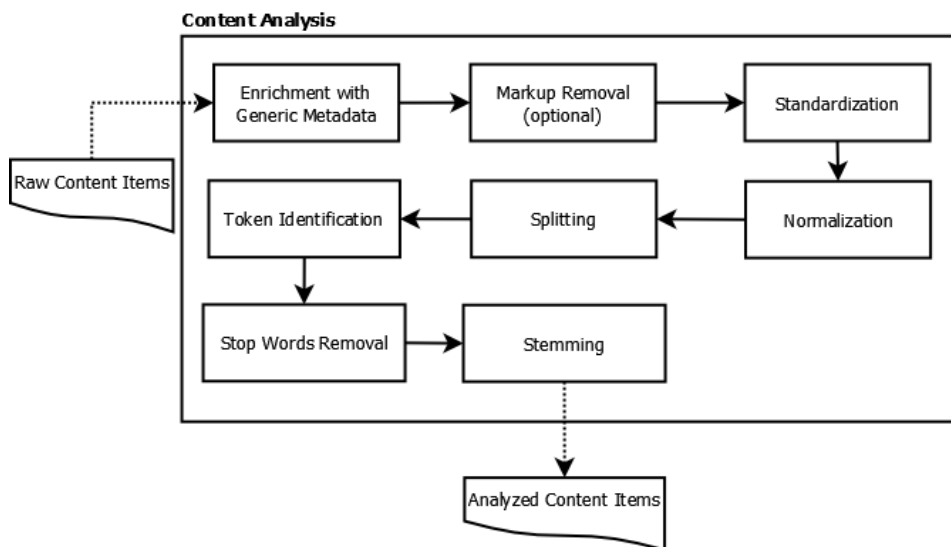 Content Analysis
Enrichment with
Generic Metadata
Markup Removal
(optional)
Standardization
Raw Content Items
Token Identification
Splitting
Normalization
Stop Words Removal
Stemming
Analyzed Content Items